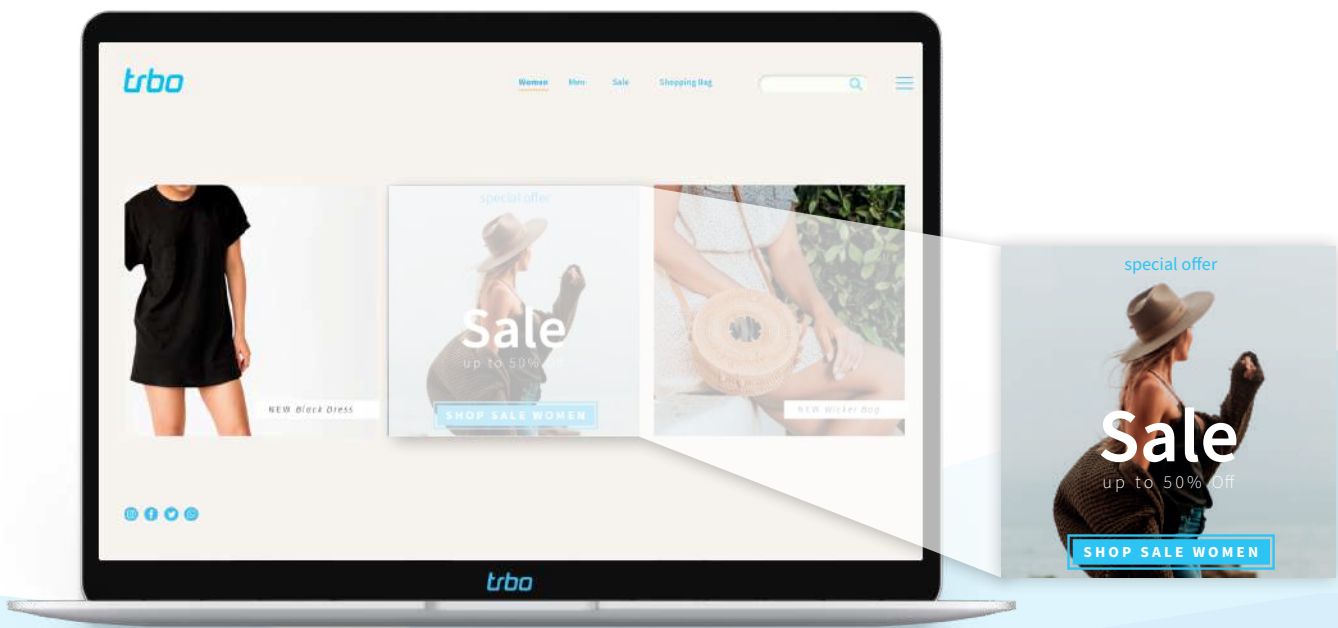 trbo
Women Men Sale Shopping Bag
special offer
Sale
up to 50% Off
SHOP SALE WOMEN
NEW Black Dress
NEW Wicker Bag
trbo
special offer
Sale
up to 50% Off
SHOP SALE WOMEN